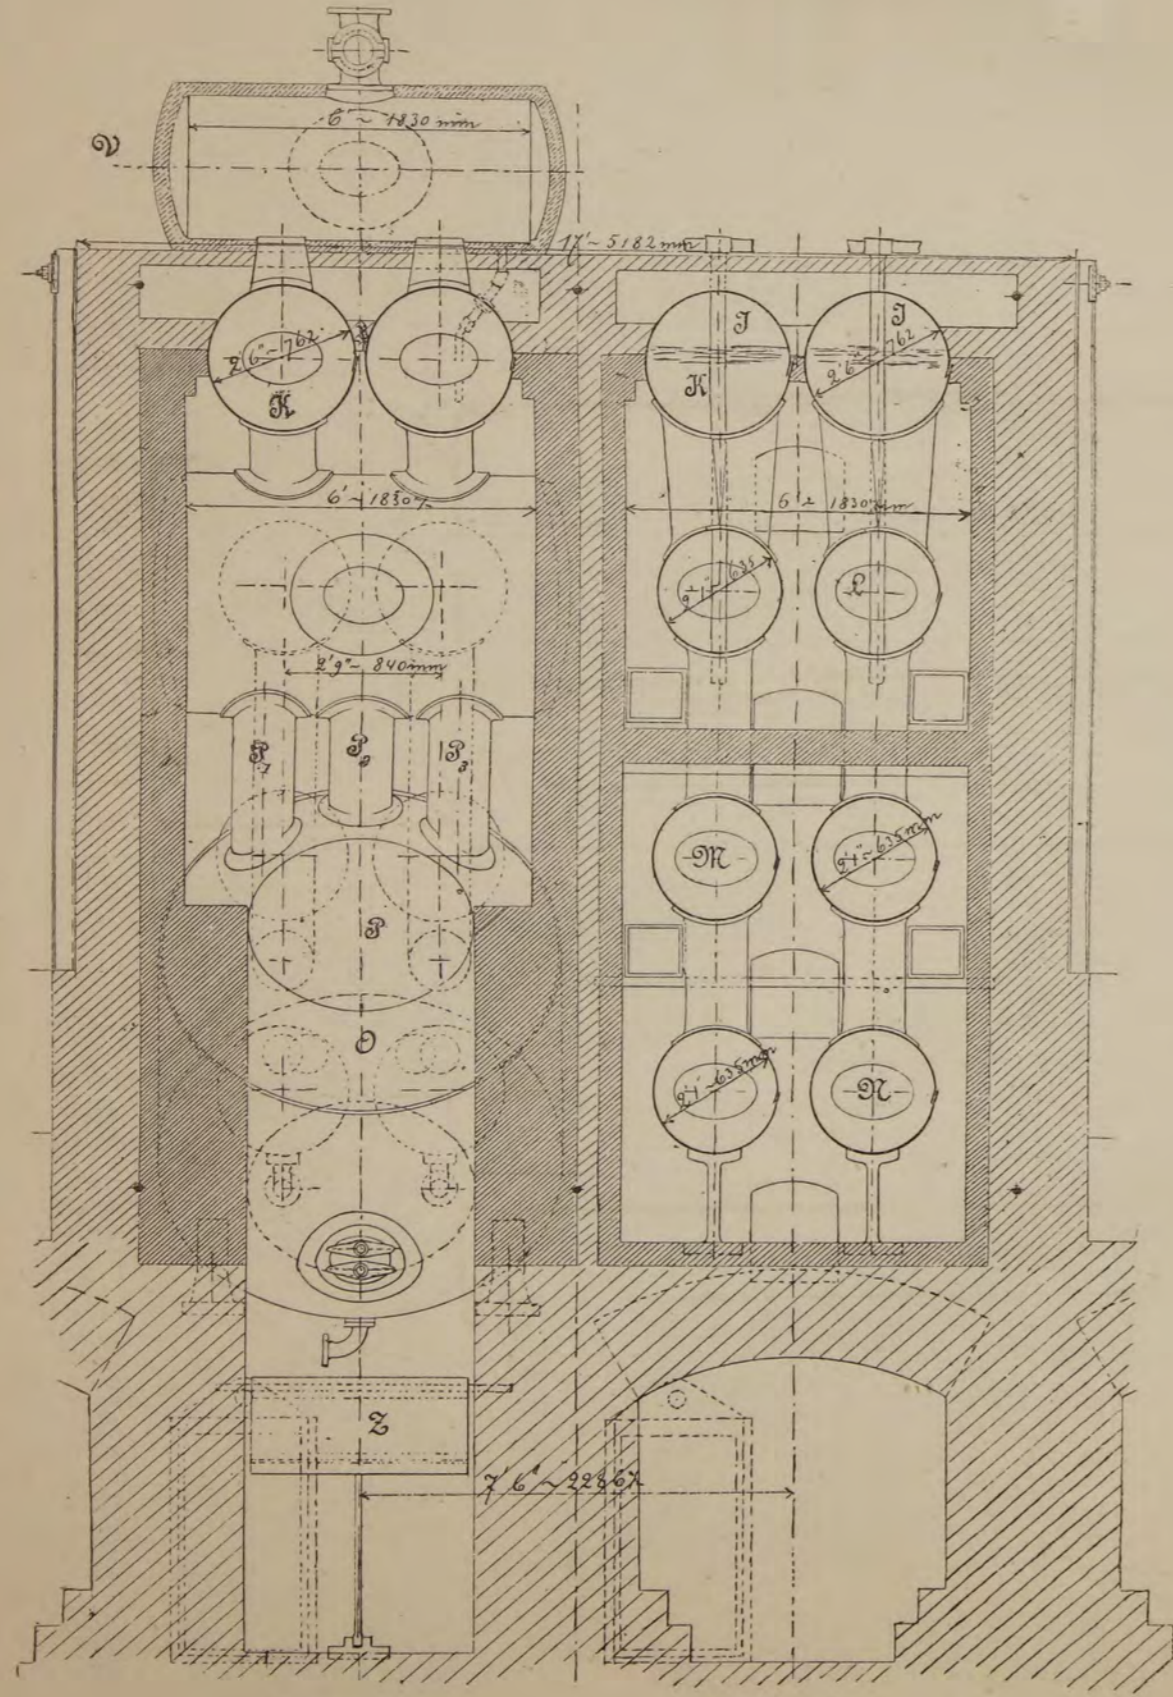 6' ~ 1830 mm
V
17' ~ 5182 mm
J
J
2' 6" ~ 762
2' 6" ~ 762
K
K
6' ~ 1830
6' ~ 1830 mm
2' 1" ~ 635
L
2' 9" ~ 840 mm
P1
P2
P3
M
2' 1" ~ 635 mm
P
O
2' 1" ~ 635 mm
N
Z
7' 6" ~ 2286